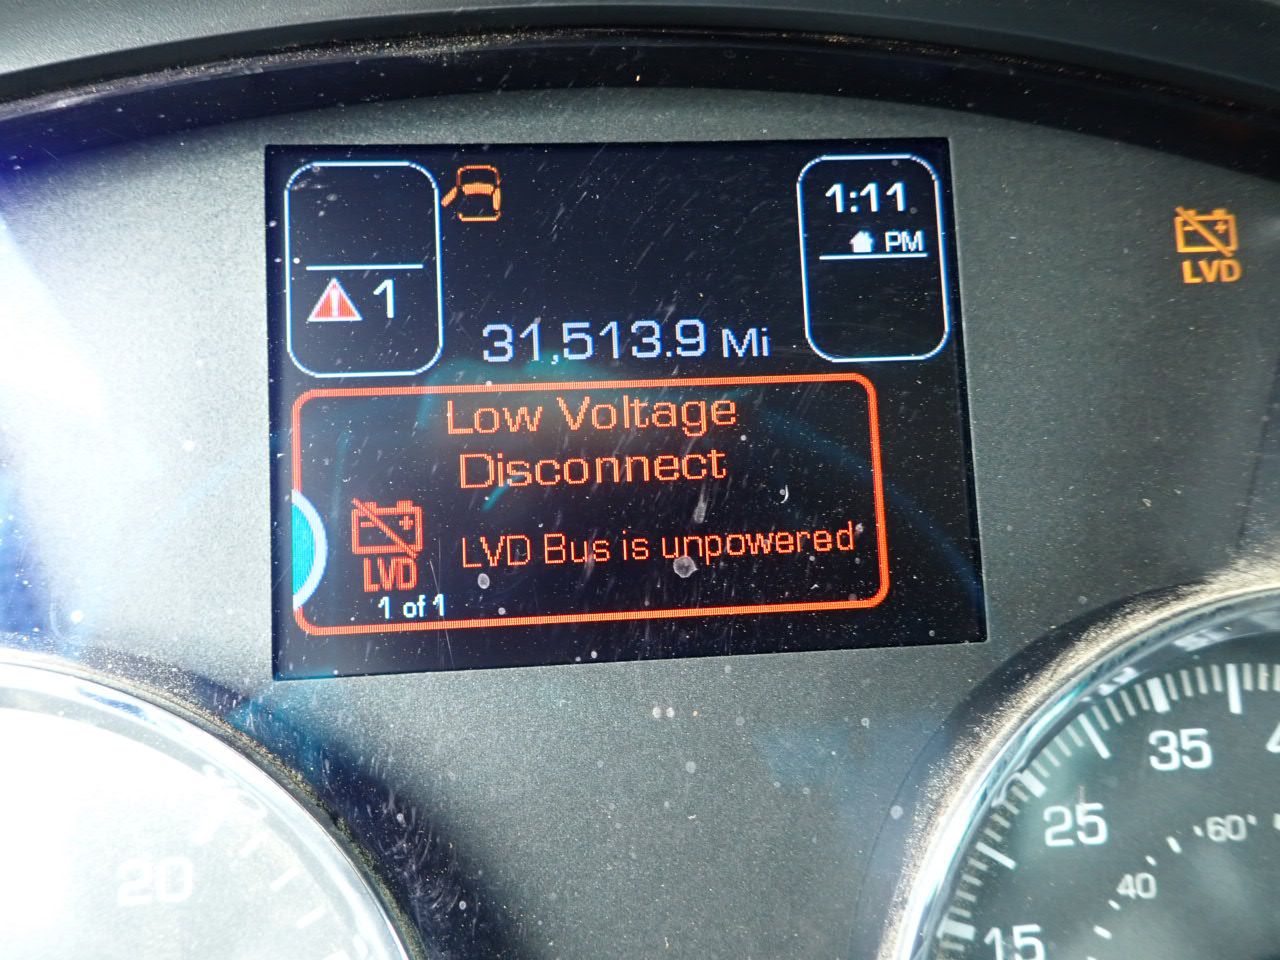 1:11
PM
1
31,513.9 Mi
LVD
Low Voltage
Disconnect
LVD Bus is unpowered
LVD
1 of 1
20
35
25
15
60
40